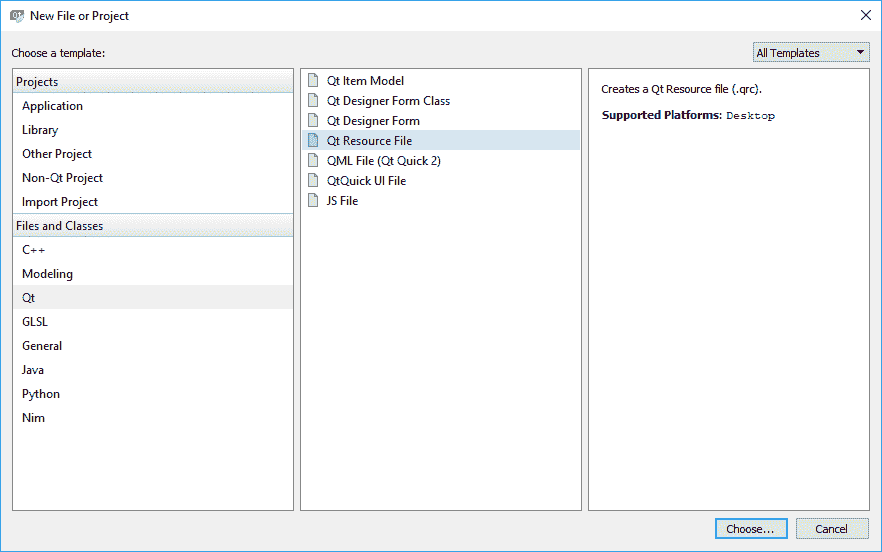 New File or Project
Choose a template:
All Templates
Projects
Application
Library
Other Project
Non-Qt Project
Import Project
Files and Classes
C++
Modeling
Qt
GLSL
General
Java
Python
Nim
Qt Item Model
Qt Designer Form Class
Qt Designer Form
Qt Resource File
QML File (Qt Quick 2)
QtQuick UI File
JS File
Creates a Qt Resource file (.qrc).
Supported Platforms: Desktop
Choose...
Cancel